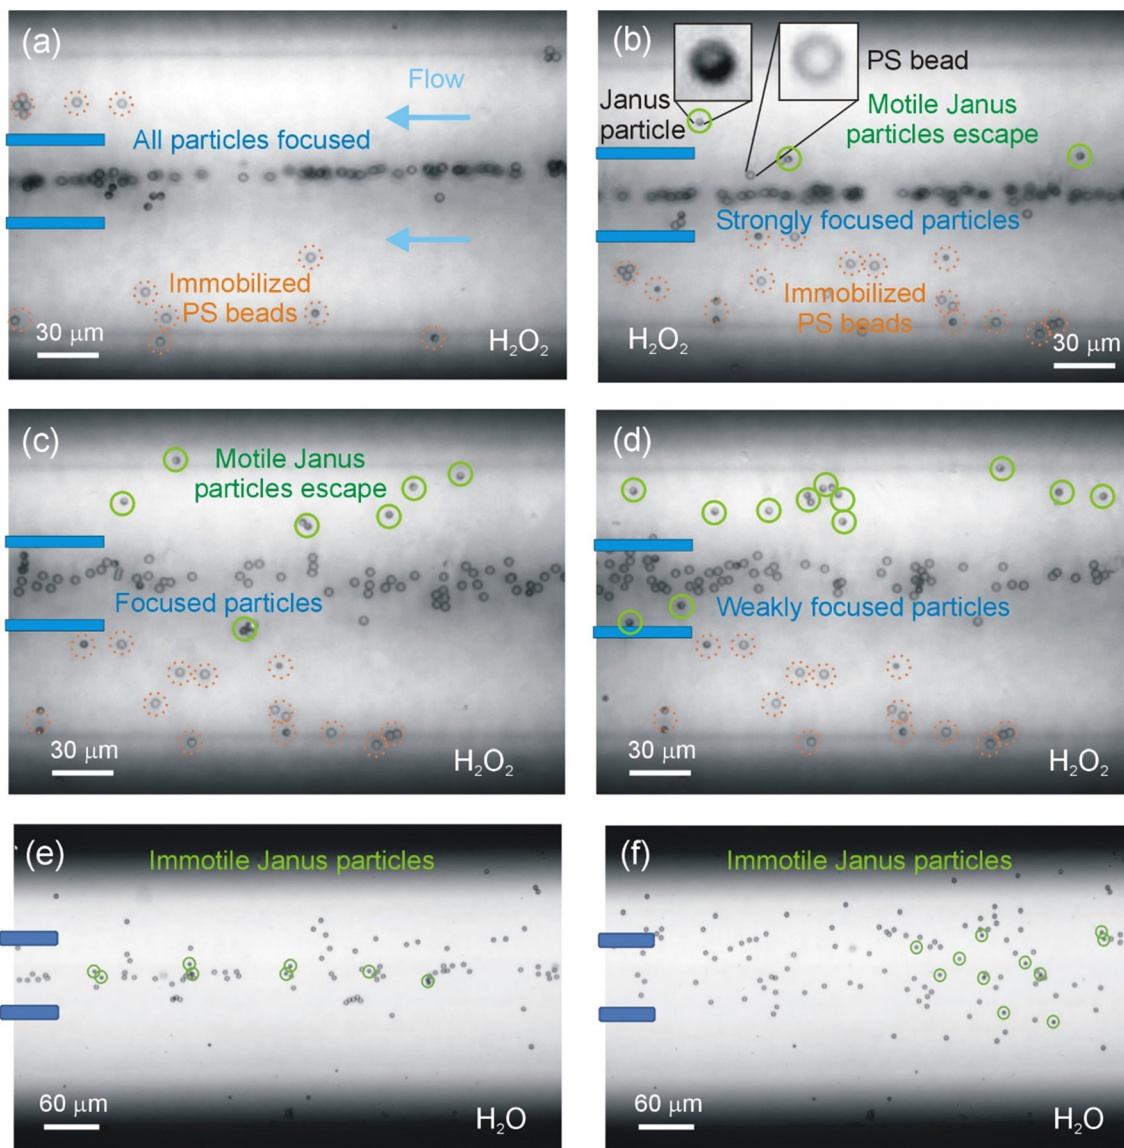 (a)
Flow
All particles focused
Immobilized
PS beads
30 μm
H₂O₂
(b)
PS bead
Janus
particle
Motile Janus
particles escape
Strongly focused particles
Immobilized
PS beads
H₂O₂
30 μm
(c)
Motile Janus
particles escape
Focused particles
30 μm
H₂O₂
(d)
Weakly focused particles
30 μm
H₂O₂
(e)
Immotile Janus particles
60 μm
H₂O
(f)
Immotile Janus particles
60 μm
H₂O